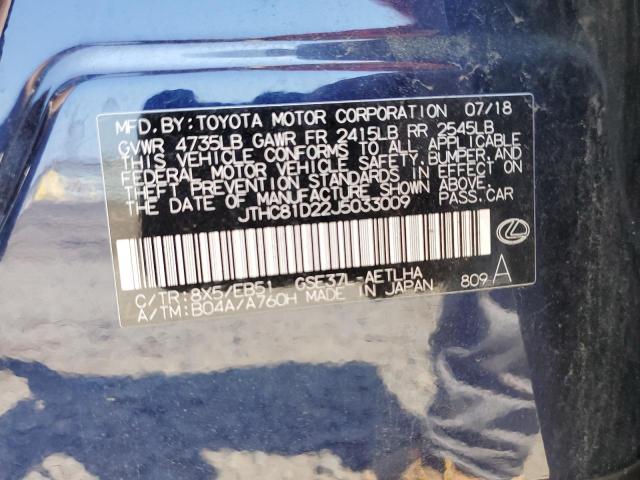 MFD. BY: TOYOTA MOTOR CORPORATION 07/18
GVWR 4735LB GAWR FR 2415LB RR 2545LB
THIS VEHICLE CONFORMS TO ALL APPLICABLE
FEDERAL MOTOR VEHICLE SAFETY, BUMPER, AND
THEFT PREVENTION STANDARDS IN EFFECT ON
THE DATE OF MANUFACTURE SHOWN ABOVE.
JTHC81D22J5033009 PASS. CAR
C/TR: 8X5/EB51 GSE37L-AETLHA
A/TM: B04A/A760H MADE IN JAPAN 809 A